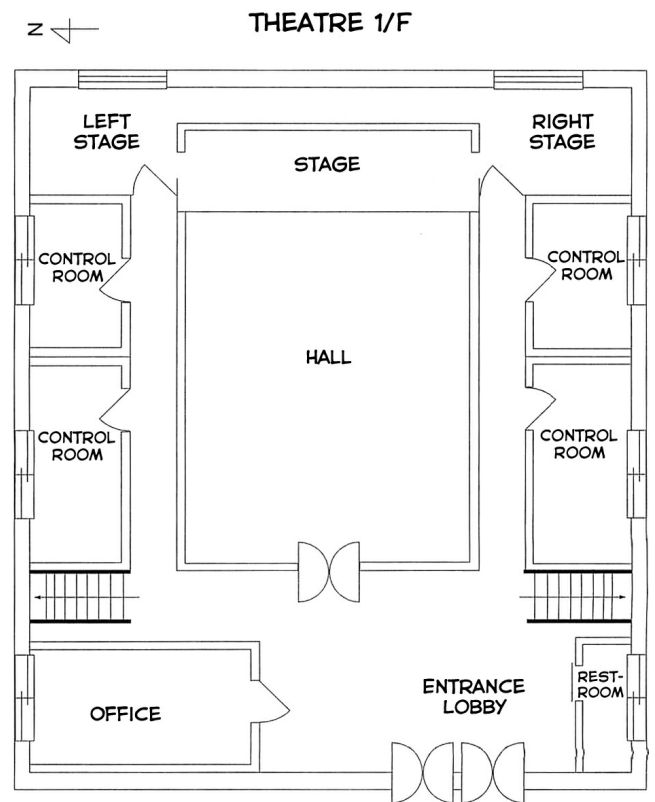 THEATRE 1/F
N
LEFT
STAGE
RIGHT
STAGE
STAGE
CONTROL
ROOM
CONTROL
ROOM
HALL
CONTROL
ROOM
CONTROL
ROOM
OFFICE
ENTRANCE
LOBBY
REST-
ROOM